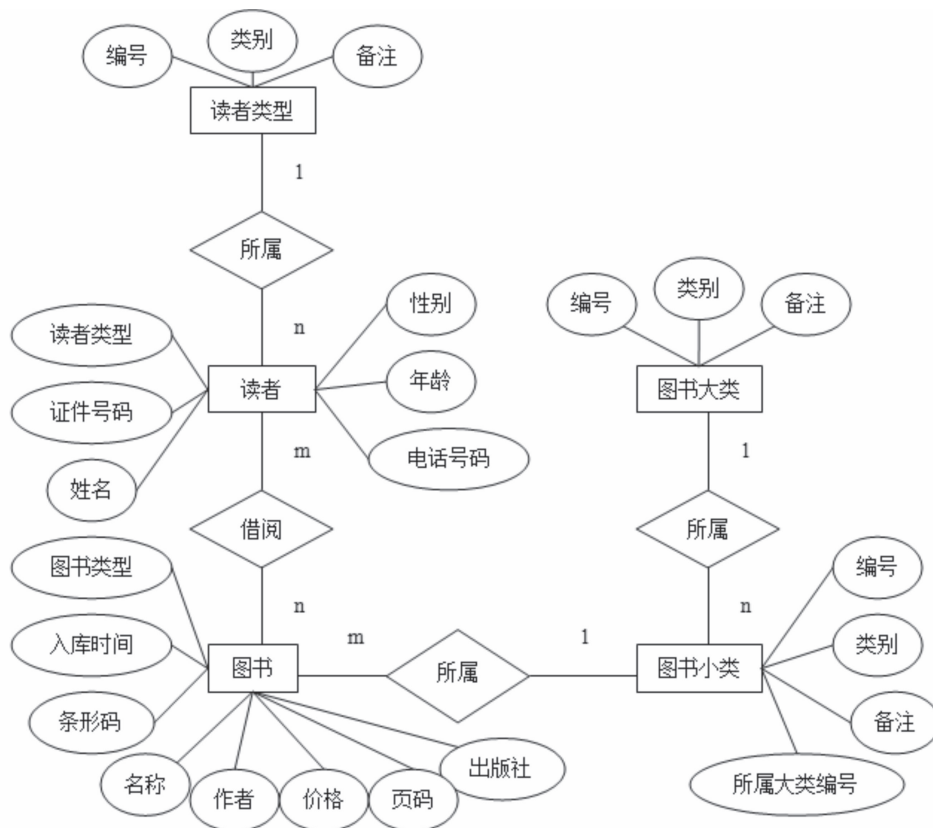 编号
类别
备注
读者类型
1
所属
n
读者类型
证件号码
姓名
读者
性别
年龄
电话号码
m
借阅
n
编号
类别
备注
图书大类
1
所属
n
图书类型
入库时间
条形码
图书
m
所属
1
图书小类
编号
类别
备注
所属大类编号
名称
作者
价格
页码
出版社